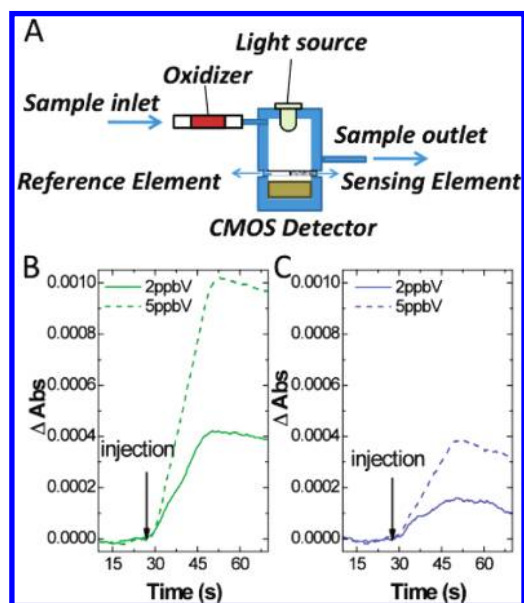 A
Light source
Oxidizer
Sample inlet
Sample outlet
Reference Element
Sensing Element
CMOS Detector
B
0.0010
0.0008
0.0006
0.0004
0.0002
0.0000
Δ Abs
2ppbV
5ppbV
injection
15 30 45 60
Time (s)
C
0.0010
0.0008
0.0006
0.0004
0.0002
0.0000
Δ Abs
2ppbV
5ppbV
injection
15 30 45 60
Time (s)